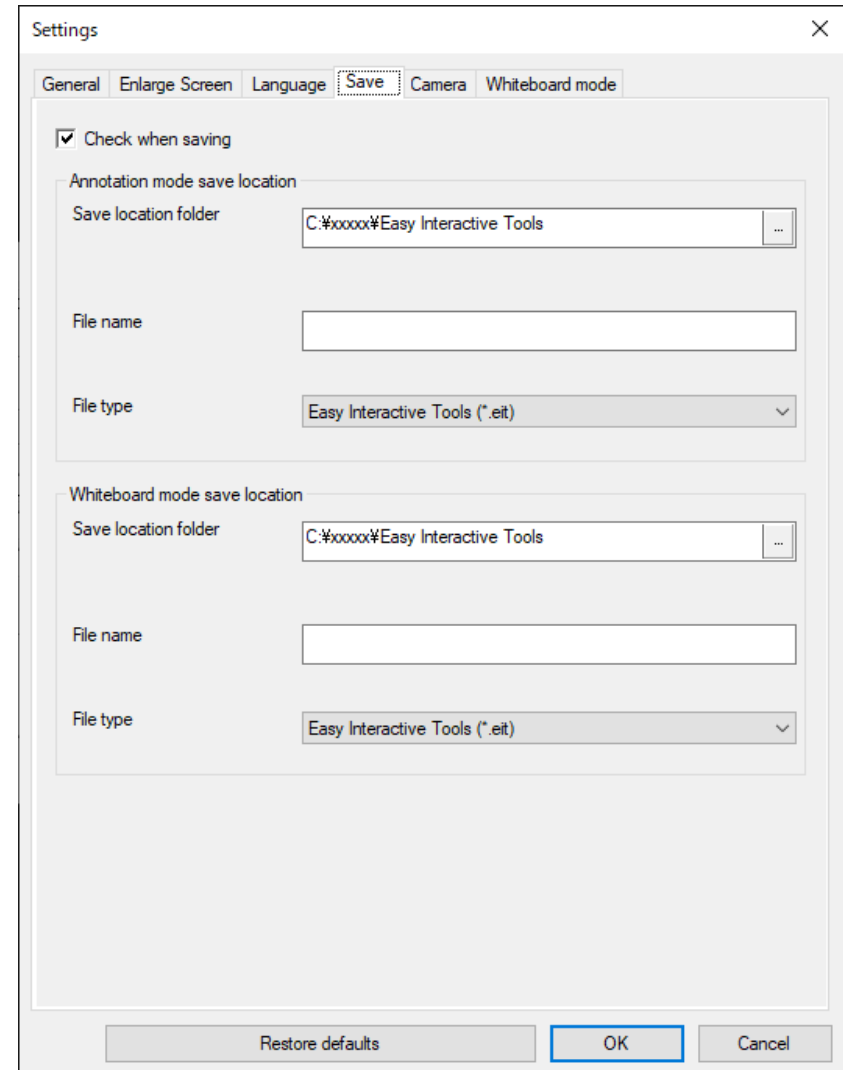 Settings
General Enlarge Screen Language Save Camera Whiteboard mode
Check when saving
Annotation mode save location
Save location folder
C:¥xxxxx¥Easy Interactive Tools
...
File name
File type
Easy Interactive Tools (*.eit)
Whiteboard mode save location
Save location folder
C:¥xxxxx¥Easy Interactive Tools
...
File name
File type
Easy Interactive Tools (*.eit)
Restore defaults
OK
Cancel